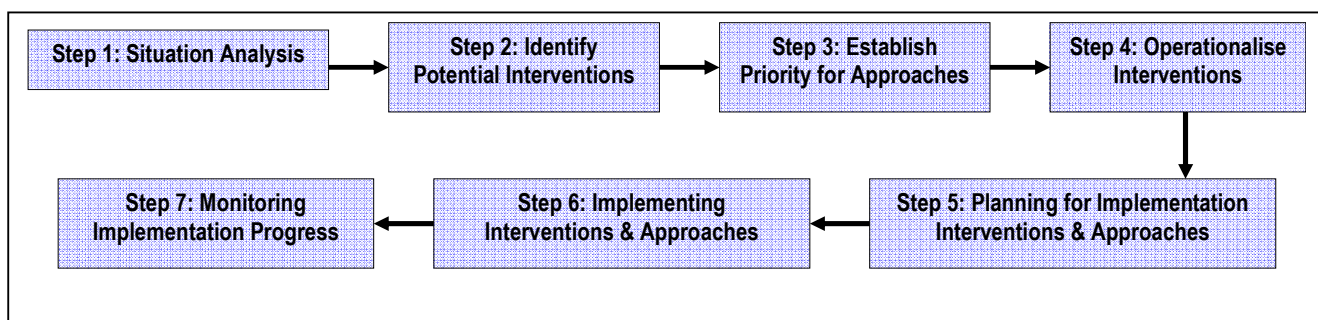 Step 1: Situation Analysis
Step 2: Identify
Potential Interventions
Step 3: Establish
Priority for Approaches
Step 4: Operationalise
Interventions
Step 5: Planning for Implementation
Interventions & Approaches
Step 6: Implementing
Interventions & Approaches
Step 7: Monitoring
Implementation Progress